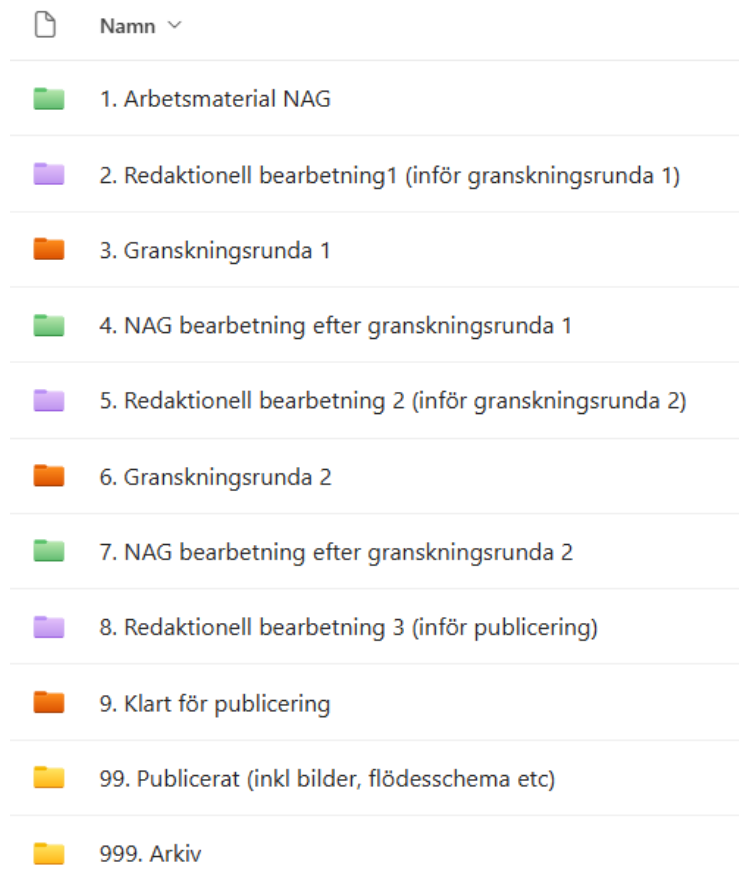 Namn
1. Arbetsmaterial NAG
2. Redaktionell bearbetning1 (inför granskningsrunda 1)
3. Granskningsrunda 1
4. NAG bearbetning efter granskningsrunda 1
5. Redaktionell bearbetning 2 (inför granskningsrunda 2)
6. Granskningsrunda 2
7. NAG bearbetning efter granskningsrunda 2
8. Redaktionell bearbetning 3 (inför publicering)
9. Klart för publicering
99. Publicerat (inkl bilder, flödesschema etc)
999. Arkiv